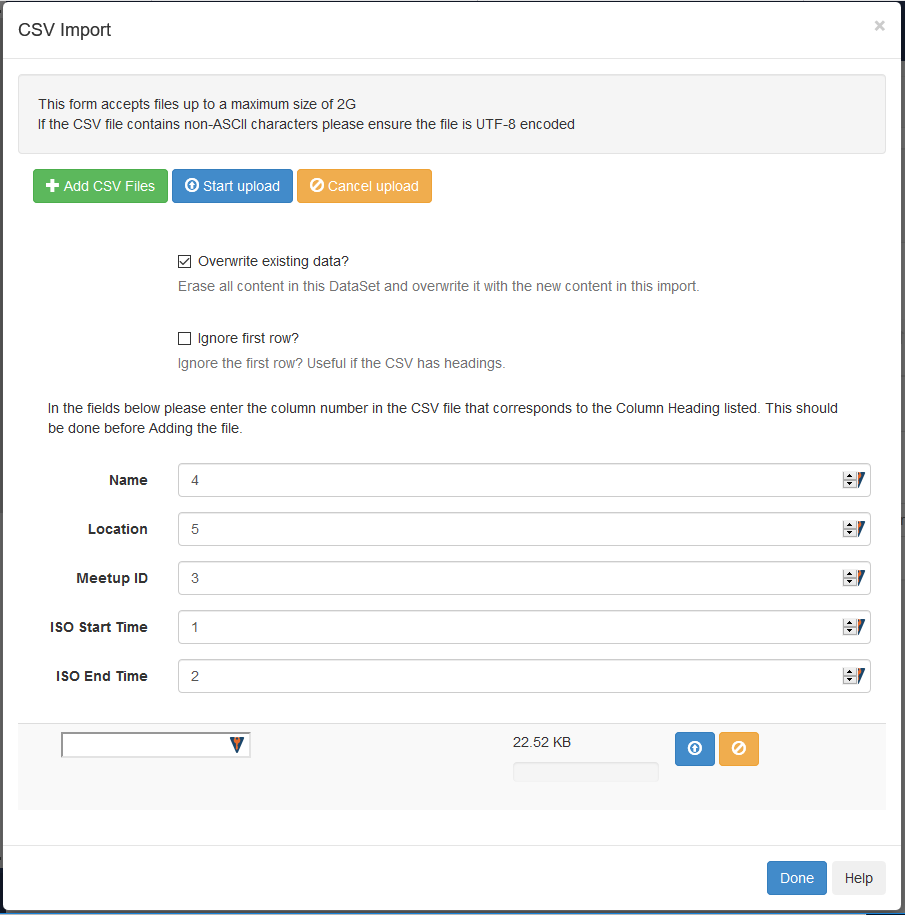 CSV Import
×
This form accepts files up to a maximum size of 2G
If the CSV file contains non-ASCII characters please ensure the file is UTF-8 encoded
Add CSV Files Start upload Cancel upload
Overwrite existing data?
Erase all content in this DataSet and overwrite it with the new content in this import.
Ignore first row?
Ignore the first row? Useful if the CSV has headings.
In the fields below please enter the column number in the CSV file that corresponds to the Column Heading listed. This should
be done before Adding the file.
Name 4
Location 5
Meetup ID 3
ISO Start Time 1
ISO End Time 2
22.52 KB
Done Help